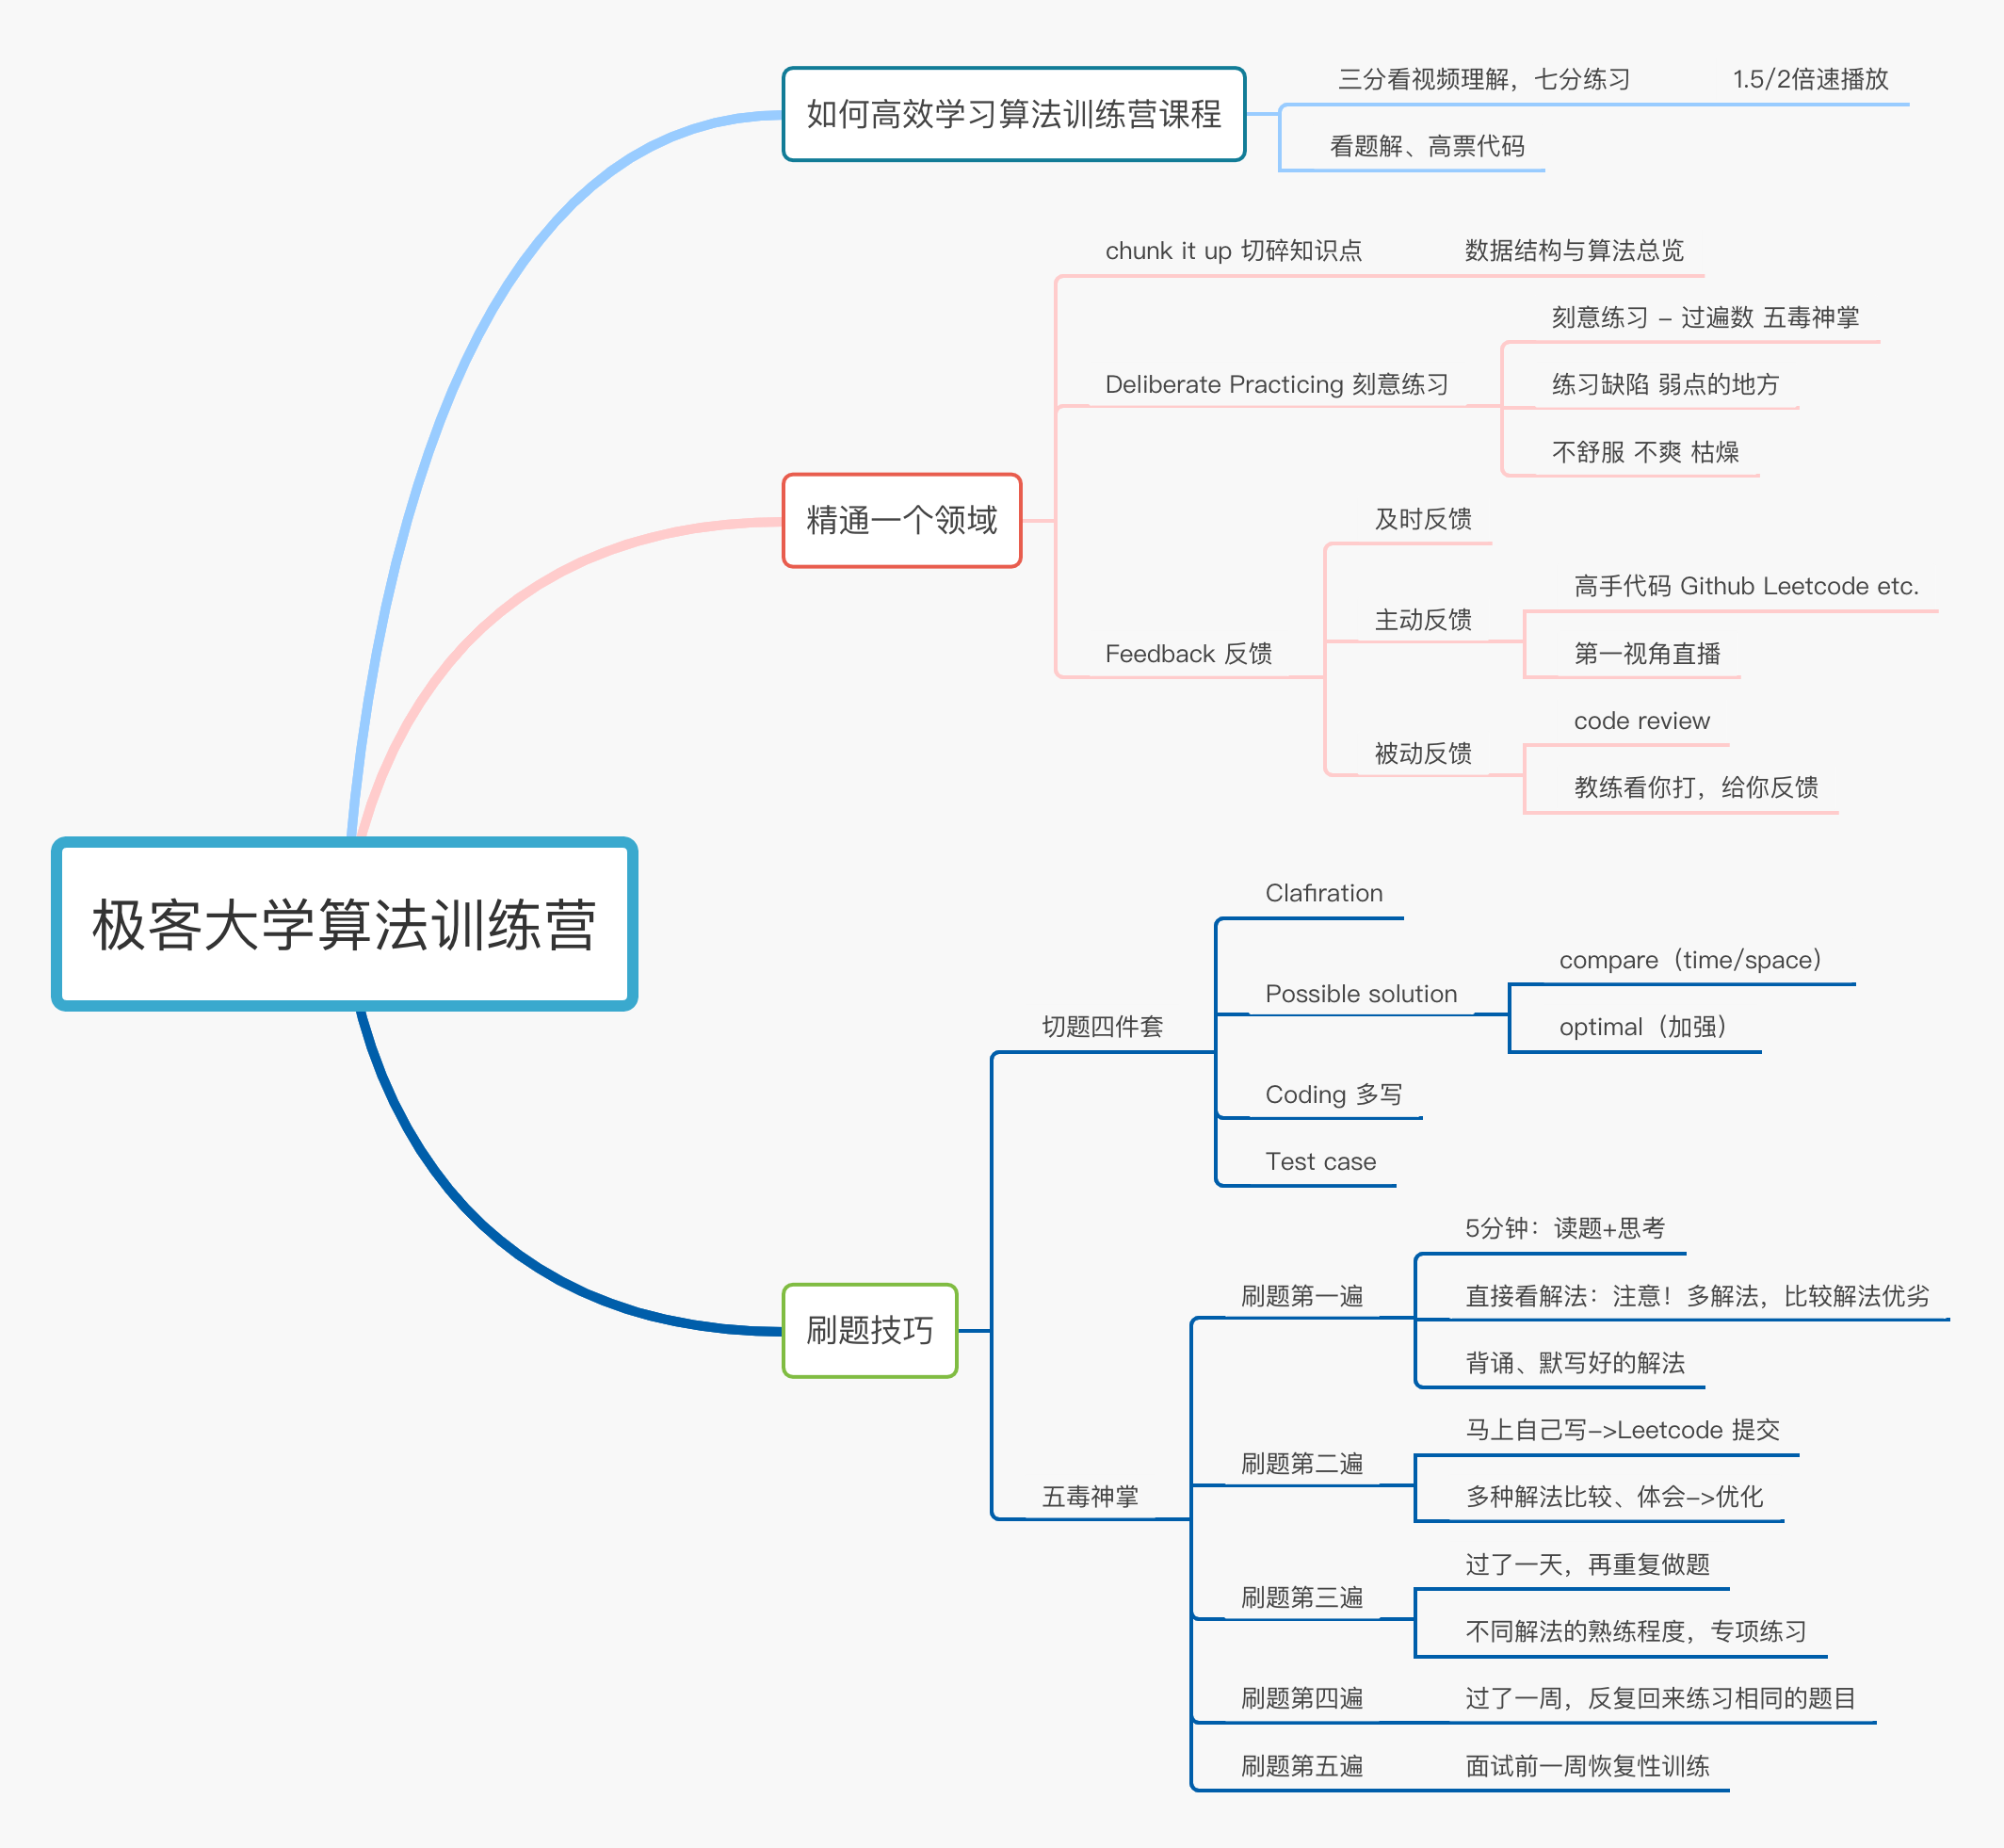 极客大学算法训练营
如何高效学习算法训练营课程
三分看视频理解，七分练习
1.5/2倍速播放
看题解、高票代码
精通一个领域
chunk it up 切碎知识点
数据结构与算法总览
Deliberate Practicing 刻意练习
刻意练习 - 过遍数 五毒神掌
练习缺陷 弱点的地方
不舒服 不爽 枯燥
Feedback 反馈
及时反馈
主动反馈
高手代码 Github Leetcode etc.
第一视角直播
被动反馈
code review
教练看你打，给你反馈
刷题技巧
切题四件套
Clafiration
Possible solution
compare（time/space）
optimal（加强）
Coding 多写
Test case
五毒神掌
刷题第一遍
5分钟：读题+思考
直接看解法：注意！多解法，比较解法优劣
背诵、默写好的解法
刷题第二遍
马上自己写->Leetcode 提交
多种解法比较、体会->优化
刷题第三遍
过了一天，再重复做题
不同解法的熟练程度，专项练习
刷题第四遍
过了一周，反复回来练习相同的题目
刷题第五遍
面试前一周恢复性训练